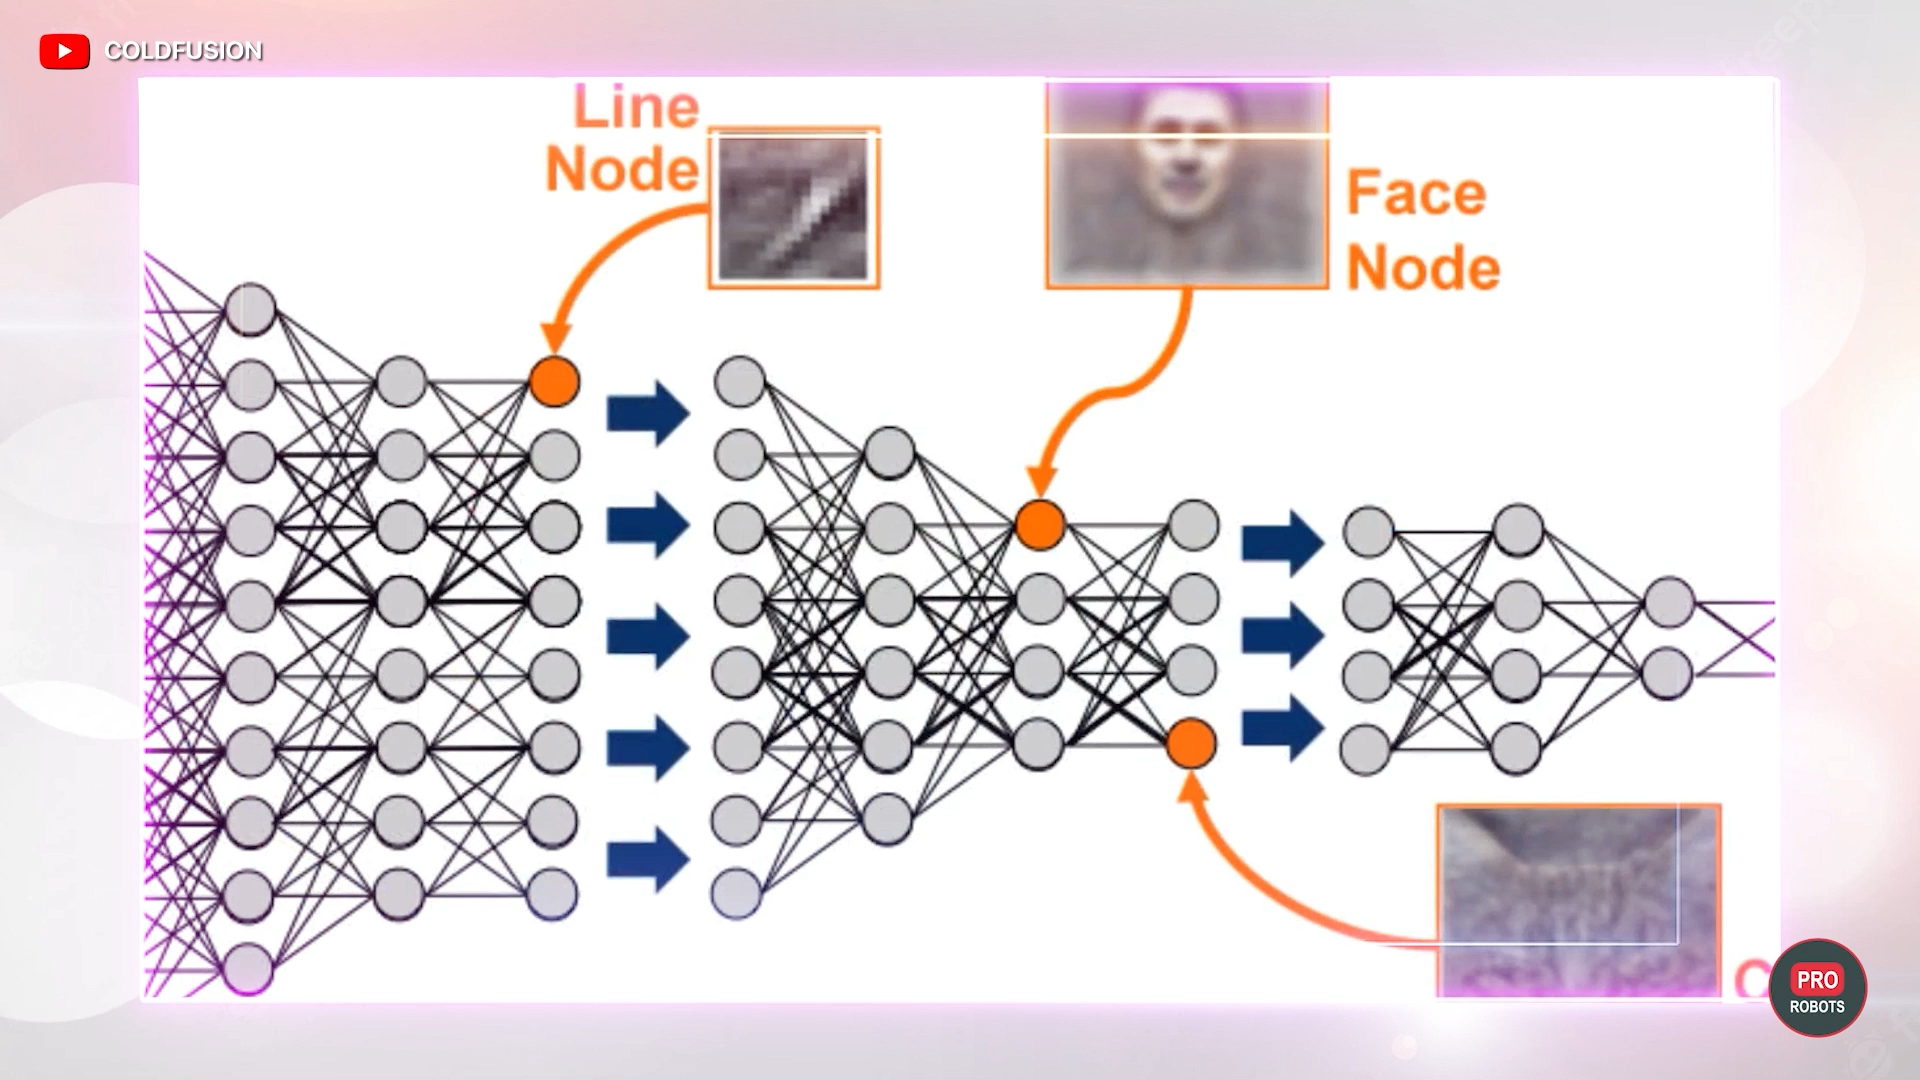 COLDFUSION
Line
Node
Face
Node
PRO
ROBOTS